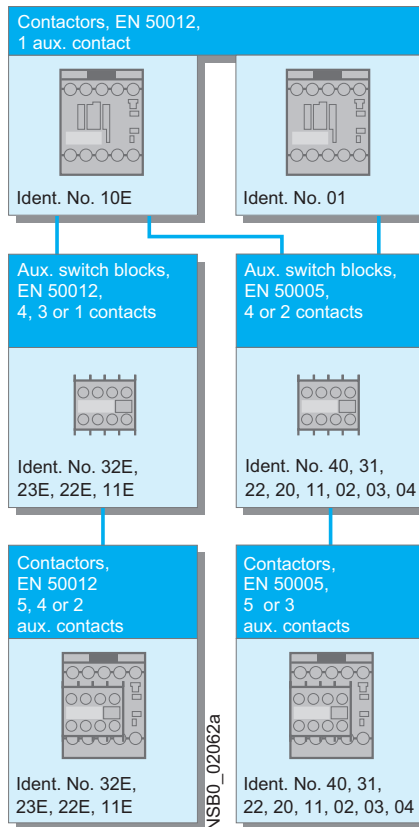 Contactors, EN 50012,
1 aux. contact
Ident. No. 10E
Ident. No. 01
Aux. switch blocks,
EN 50012,
4, 3 or 1 contacts
Aux. switch blocks,
EN 50005,
4 or 2 contacts
Ident. No. 32E,
23E, 22E, 11E
Ident. No. 40, 31,
22, 20, 11, 02, 03, 04
Contactors,
EN 50012
5, 4 or 2
aux. contacts
Contactors,
EN 50005,
5 or 3
aux. contacts
Ident. No. 32E,
23E, 22E, 11E
NSB0_02062a
Ident. No. 40, 31,
22, 20, 11, 02, 03, 04